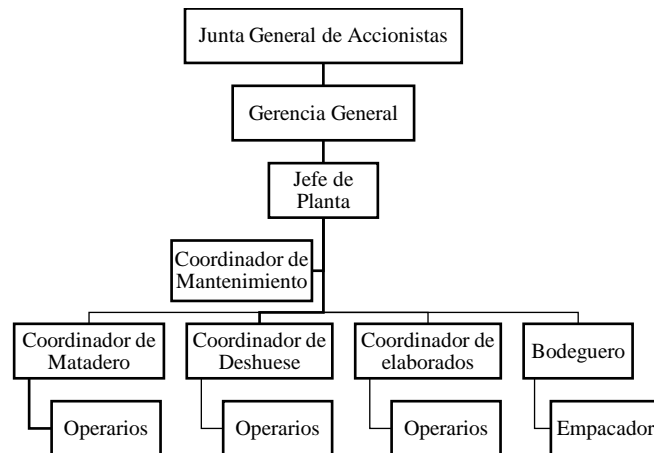 Junta General de Accionistas
Gerencia General
Jefe de
Planta
Coordinador de
Mantenimiento
Coordinador de
Matadero
Coordinador de
Deshuese
Coordinador de
elaborados
Bodeguero
Operarios
Operarios
Operarios
Empacador